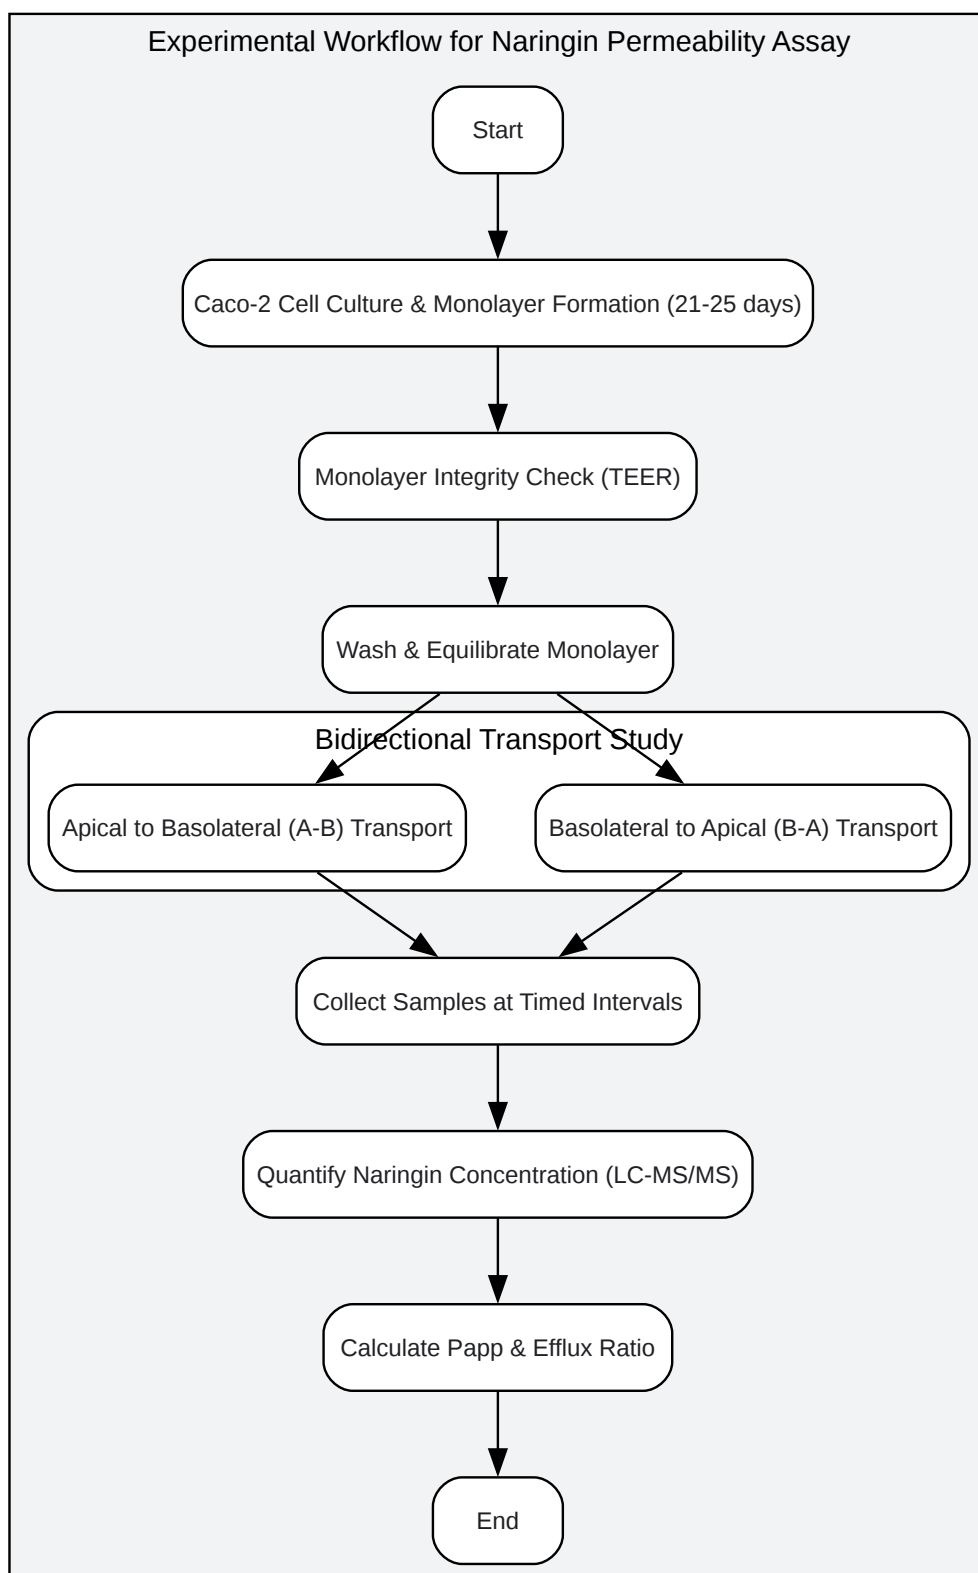 Experimental Workflow for Naringin Permeability Assay
Start
Caco-2 Cell Culture & Monolayer Formation (21-25 days)
Monolayer Integrity Check (TEER)
Wash & Equilibrate Monolayer
Bidirectional Transport Study
Apical to Basolateral (A-B) Transport
Basolateral to Apical (B-A) Transport
Collect Samples at Timed Intervals
Quantify Naringin Concentration (LC-MS/MS)
Calculate Papp & Efflux Ratio
End